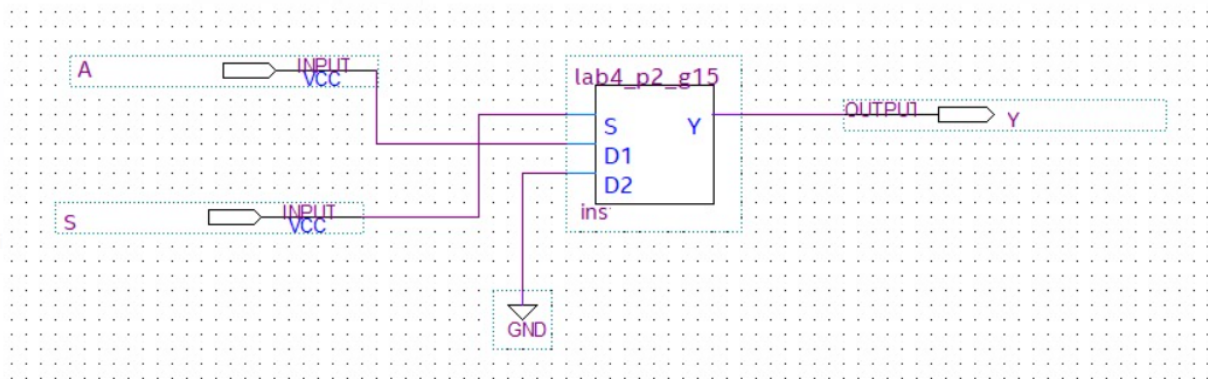 A
INPUT
VCC
lab4_p2_g15
S
Y
D1
D2
ins
OUTPUT
Y
S
INPUT
VCC
GND